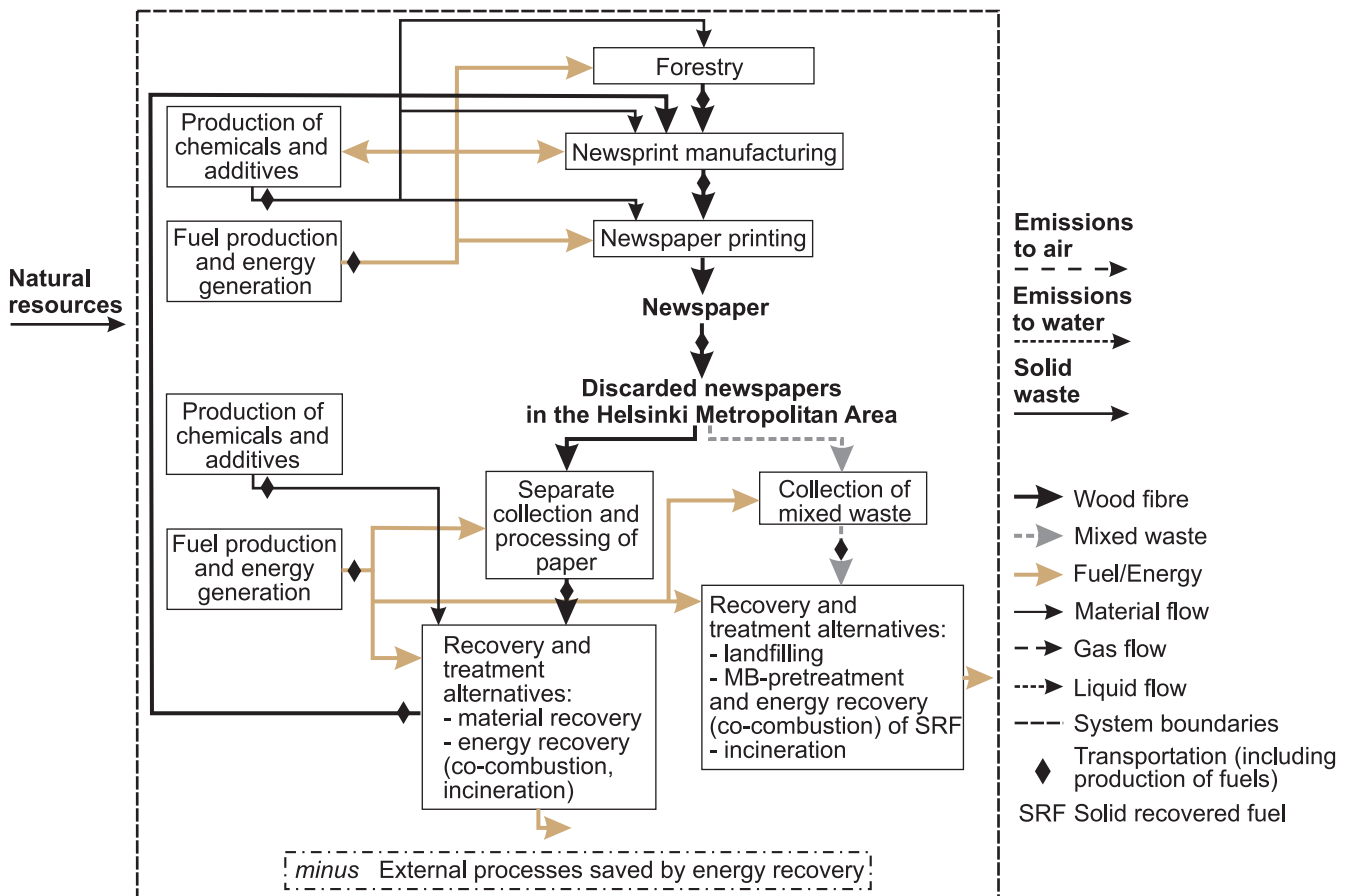 Forestry
Production of
chemicals and
additives
Newsprint manufacturing
Fuel production
and energy
generation
Newspaper printing
Natural
resources
Newspaper
Discarded newspapers
in the Helsinki Metropolitan Area
Production of
chemicals and
additives
Separate
collection and
processing of
paper
Collection of
mixed waste
Fuel production
and energy
generation
Recovery and
treatment
alternatives:
- material recovery
- energy recovery
(co-combustion,
incineration)
Recovery and
treatment alternatives:
- landfilling
- MB-pretreatment
and energy recovery
(co-combustion) of SRF
- incineration
minus External processes saved by energy recovery
Emissions
to air
Emissions
to water
Solid
waste
Wood fibre
Mixed waste
Fuel/Energy
Material flow
Gas flow
Liquid flow
System boundaries
Transportation (including
production of fuels)
SRF Solid recovered fuel